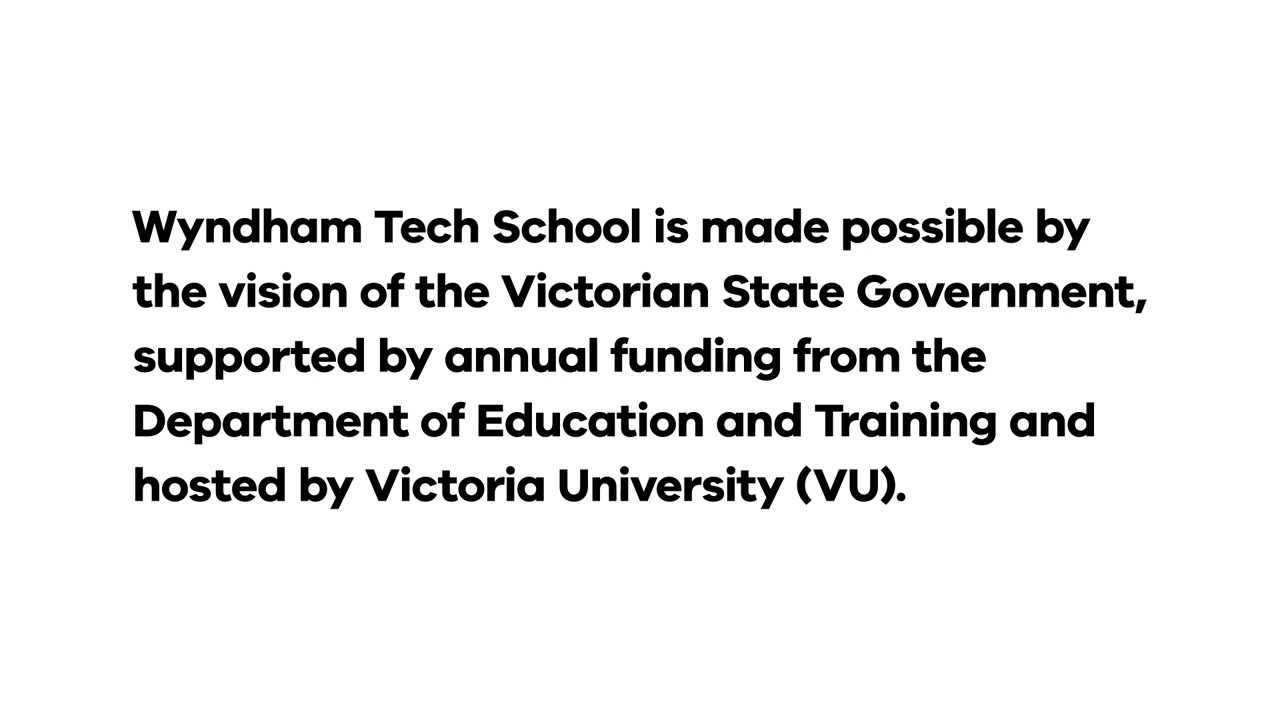 Wyndham Tech School is made possible by
the vision of the Victorian State Government,
supported by annual funding from the
Department of Education and Training and
hosted by Victoria University (VU).